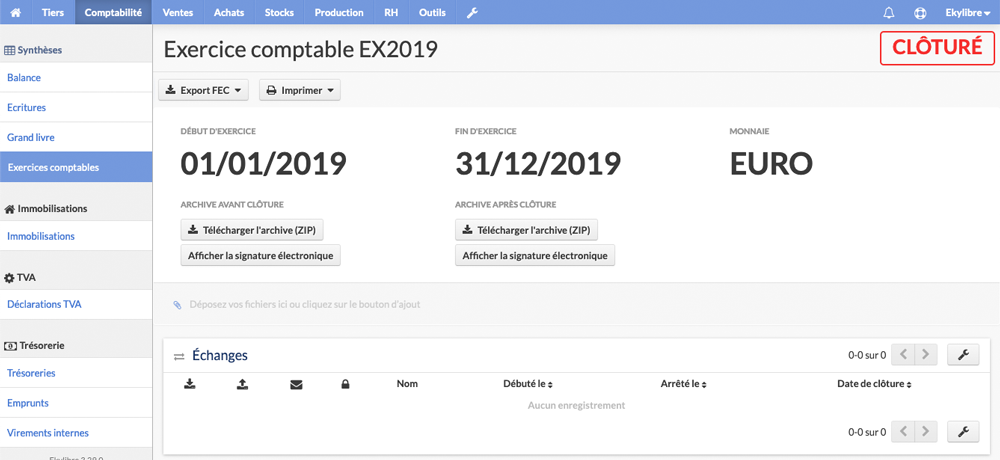 Tiers Comptabilité Ventes Achats Stocks Production RH Outils Ekylibre
Synthèses
Balance
Ecritures
Grand livre
Exercices comptables
Immobilisations
Immobilisations
TVA
Déclarations TVA
Trésorerie
Trésoreries
Emprunts
Virements internes
Exercice comptable EX2019
CLÔTURÉ
Export FEC Imprimer
DÉBUT D'EXERCICE FIN D'EXERCICE MONNAIE
01/01/2019 31/12/2019 EURO
ARCHIVE AVANT CLÔTURE ARCHIVE APRÈS CLÔTURE
Télécharger l'archive (ZIP) Télécharger l'archive (ZIP)
Afficher la signature électronique Afficher la signature électronique
Déposez vos fichiers ici ou cliquez sur le bouton d'ajout
Échanges 0-0 sur 0
Nom Débuté le Arrêté le Date de clôture
Aucun enregistrement
0-0 sur 0